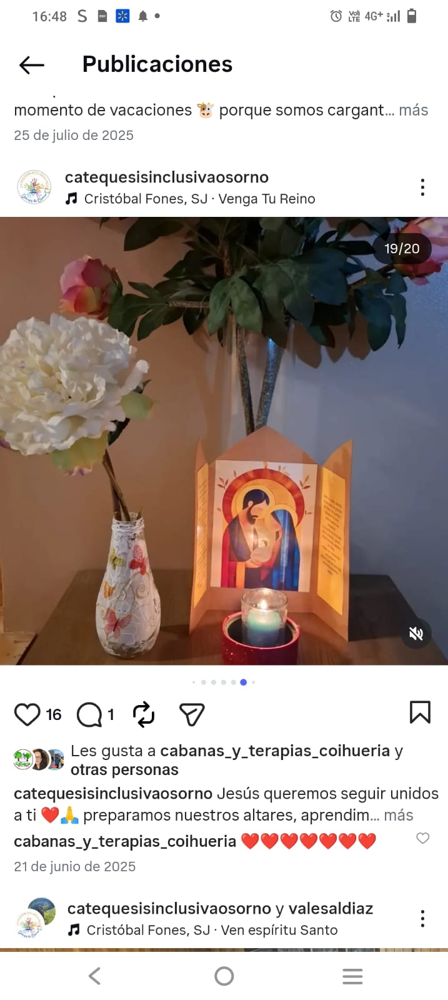 16:48
VoLTE 4G+
Publicaciones
momento de vacaciones 🐮 porque somos cargant... más
25 de julio de 2025
catequesisinclusivaosorno
Cristóbal Fones, SJ · Venga Tu Reino
19/20
16 1
Les gusta a cabanas_y_terapias_coihueria y
otras personas
catequesisinclusivaosorno Jesús queremos seguir unidos
a ti ❤️🙏 preparamos nuestros altares, aprendim... más
cabanas_y_terapias_coihueria ❤️❤️❤️❤️❤️❤️❤️
21 de junio de 2025
catequesisinclusivaosorno y valesaldiaz
Cristóbal Fones, SJ · Ven espíritu Santo